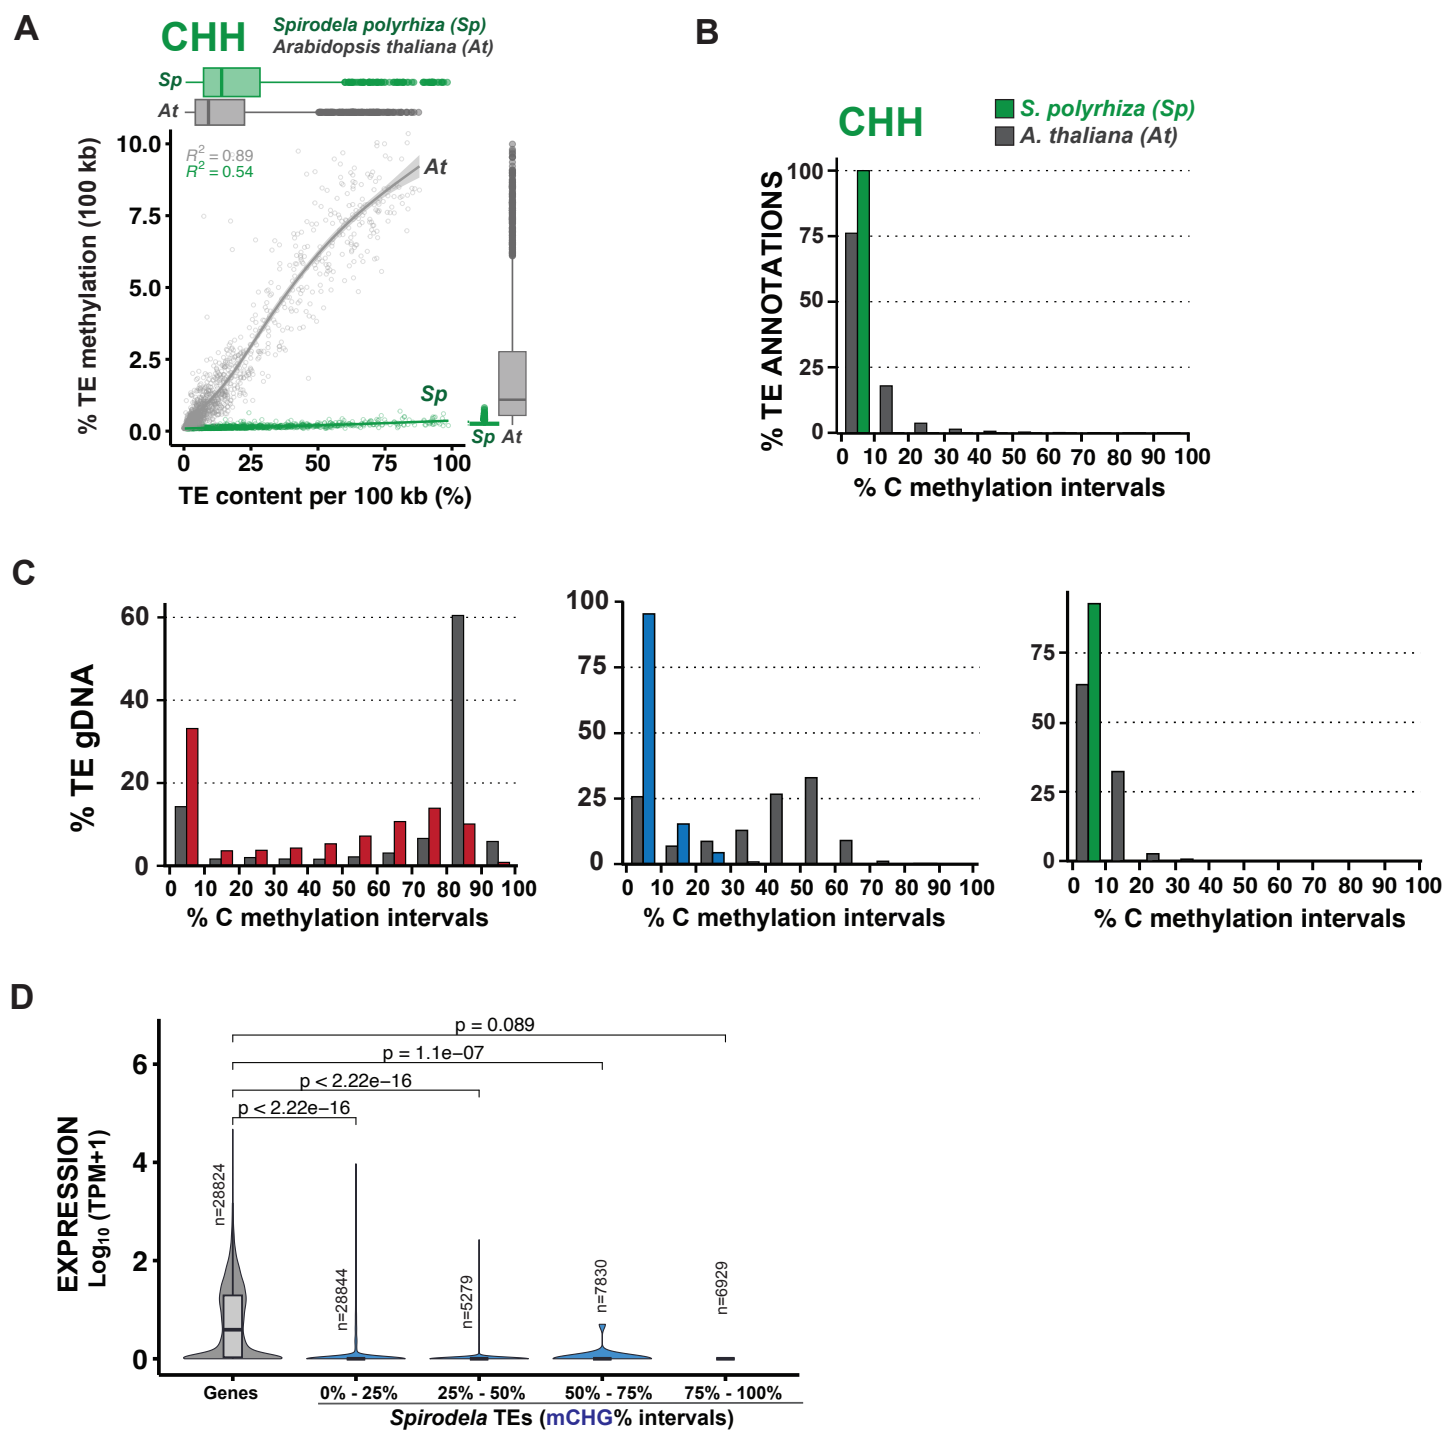 A
CHH
Spirodela polyrhiza (Sp)
Arabidopsis thaliana (At)
Sp
At
R² = 0.89
R² = 0.54
At
Sp
Sp At
% TE methylation (100 kb)
10.0
7.5
5.0
2.5
0.0
0 25 50 75 100
TE content per 100 kb (%)
B
CHH
S. polyrhiza (Sp)
A. thaliana (At)
% TE ANNOTATIONS
100
75
50
25
0
0 10 20 30 40 50 60 70 80 90 100
% C methylation intervals
C
% TE gDNA
60
40
20
0
0 10 20 30 40 50 60 70 80 90 100
% C methylation intervals
100
75
50
25
0
0 10 20 30 40 50 60 70 80 90 100
% C methylation intervals
75
50
25
0
0 10 20 30 40 50 60 70 80 90 100
% C methylation intervals
D
EXPRESSION
Log₁₀ (TPM+1)
6
4
2
0
p = 0.089
p = 1.1e−07
p < 2.22e−16
p < 2.22e−16
n=28824
n=28844
n=5279
n=7830
n=6929
Genes 0% - 25% 25% - 50% 50% - 75% 75% - 100%
Spirodela TEs (mCHG% intervals)